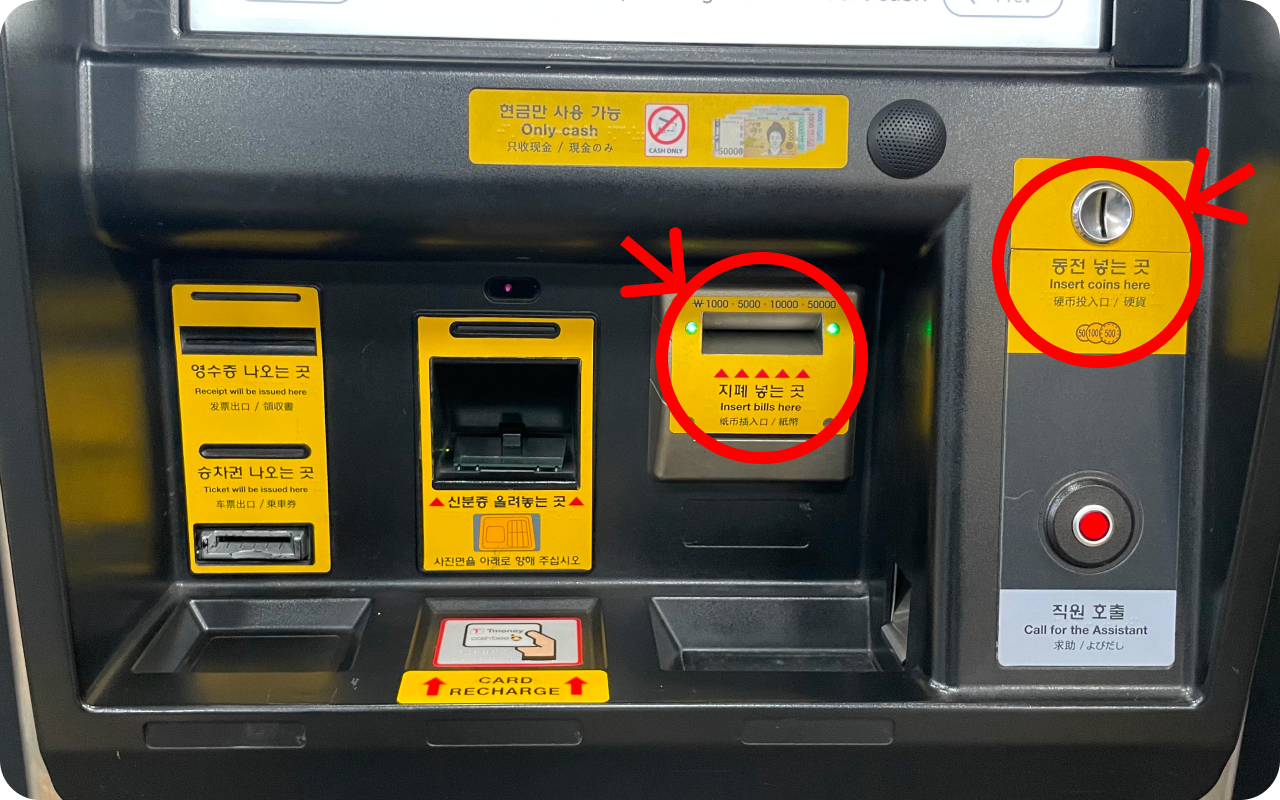 현금만 사용 가능
Only cash
只收现金 / 現金のみ
CASH ONLY
50000
동전 넣는 곳
Insert coins here
硬币投入口 / 硬貨
50 100 500
₩ 1000 - 5000 - 10000 - 50000
지폐 넣는 곳
Insert bills here
纸币插入口 / 紙幣
영수증 나오는 곳
Receipt will be issued here
发票出口 / 領収書
승차권 나오는 곳
Ticket will be issued here
车票出口 / 乗車券
신분증 올려놓는 곳
사진면을 아래로 향해 주십시오
직원 호출
Call for the Assistant
求助 / よびだし
Tmoney
cashbee
CARD
RECHARGE